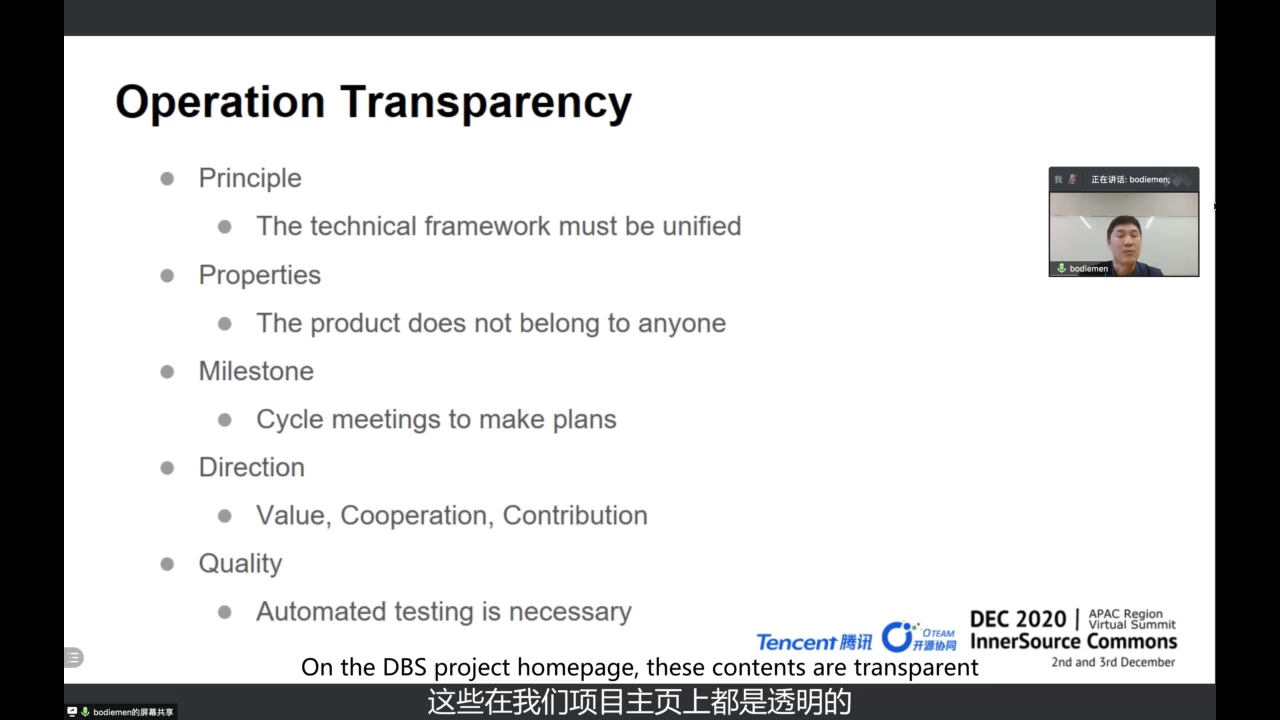 Operation Transparency
Principle
The technical framework must be unified
Properties
The product does not belong to anyone
Milestone
Cycle meetings to make plans
Direction
Value, Cooperation, Contribution
Quality
Automated testing is necessary
我
正在讲话: bodiemen;
bodiemen
Tencent 腾讯
OTEAM
开源协同
DEC 2020 | APAC Region
Virtual Summit
InnerSource Commons
2nd and 3rd December
On the DBS project homepage, these contents are transparent
这些在我们项目主页上都是透明的
bodiemen的屏幕共享